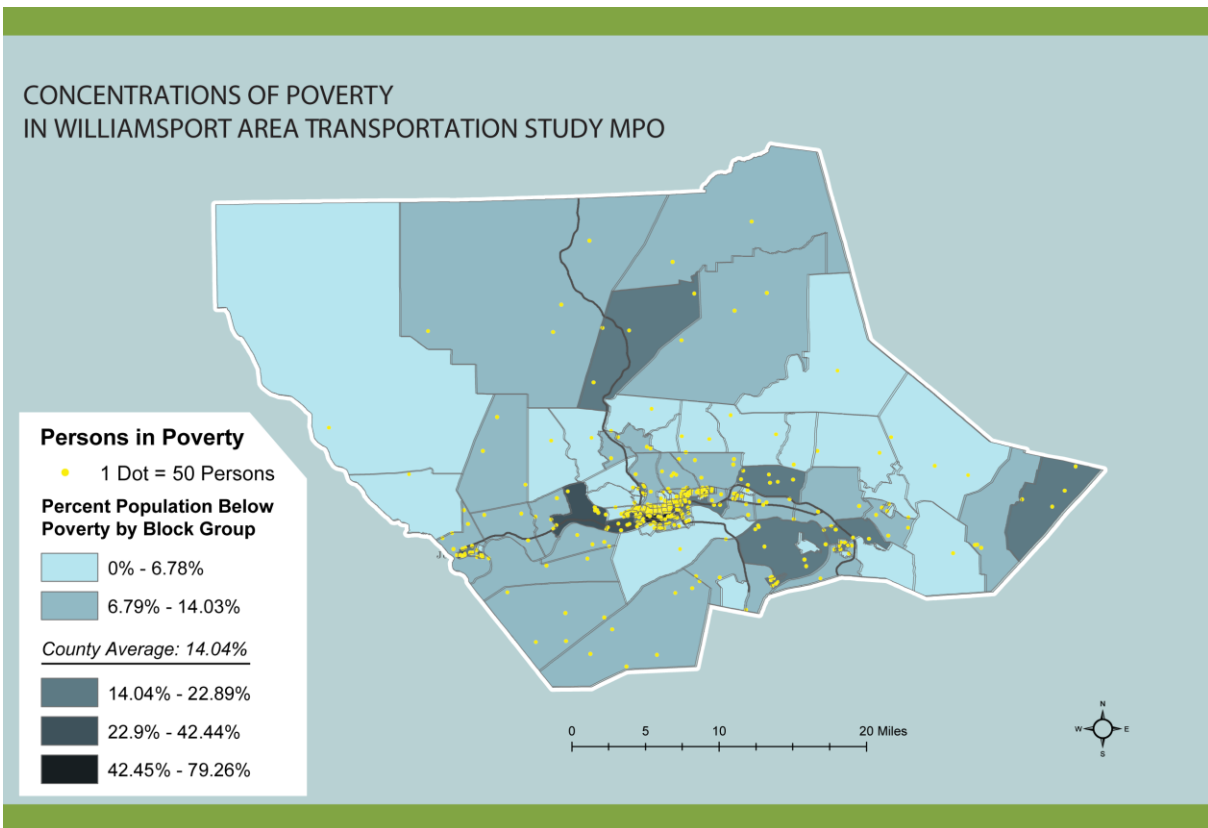 CONCENTRATIONS OF POVERTY
IN WILLIAMSPORT AREA TRANSPORTATION STUDY MPO
Persons in Poverty
1 Dot = 50 Persons
Percent Population Below
Poverty by Block Group
0% - 6.78%
6.79% - 14.03%
County Average: 14.04%
14.04% - 22.89%
22.9% - 42.44%
42.45% - 79.26%
0 5 10 20 Miles
N
W E
S